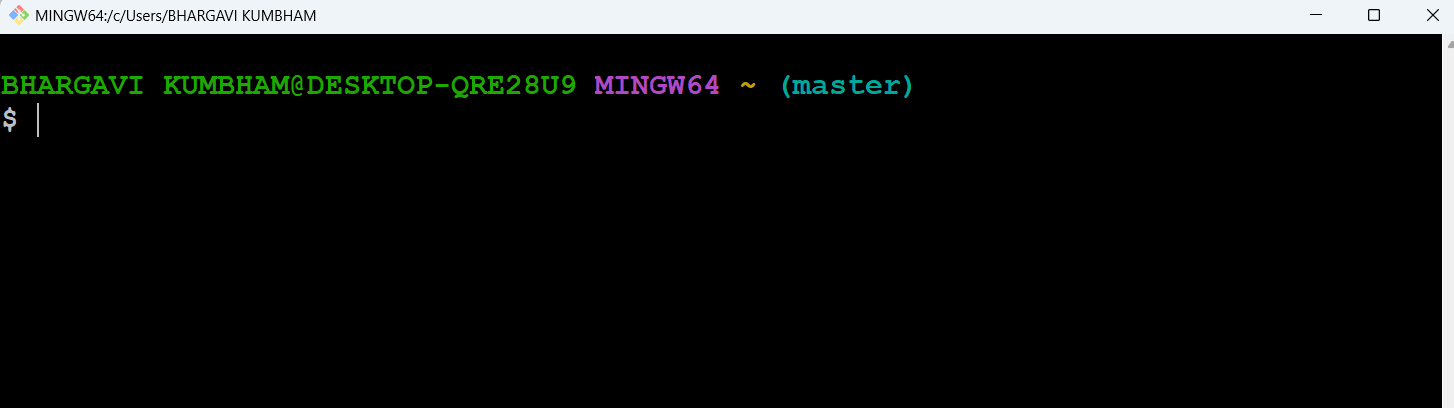 MINGW64:/c/Users/BHARGAVI KUMBHAM
BHARGAVI KUMBHAM@DESKTOP-QRE28U9 MINGW64 ~ (master)
$